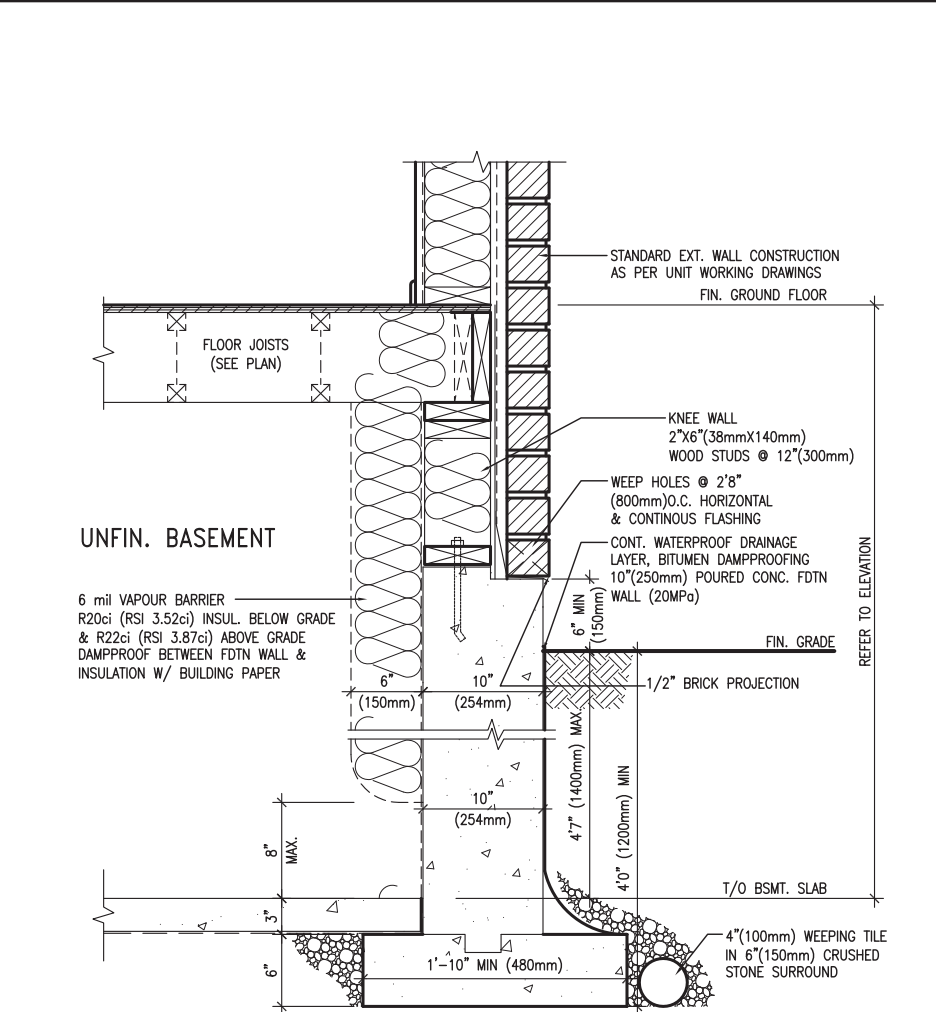 STANDARD EXT. WALL CONSTRUCTION
AS PER UNIT WORKING DRAWINGS
FIN. GROUND FLOOR
FLOOR JOISTS
(SEE PLAN)
KNEE WALL
2"X6"(38mmX140mm)
WOOD STUDS @ 12"(300mm)
WEEP HOLES @ 2'8"
(800mm)O.C. HORIZONTAL
& CONTINOUS FLASHING
UNFIN. BASEMENT
CONT. WATERPROOF DRAINAGE
LAYER, BITUMEN DAMPPROOFING
10"(250mm) POURED CONC. FDTN
WALL (20MPa)
6" MIN
(150mm)
REFER TO ELEVATION
6 mil VAPOUR BARRIER
R20ci (RSI 3.52ci) INSUL. BELOW GRADE
& R22ci (RSI 3.87ci) ABOVE GRADE
DAMPPROOF BETWEEN FDTN WALL &
INSULATION W/ BUILDING PAPER
FIN. GRADE
6"
(150mm)
10"
(254mm)
1/2" BRICK PROJECTION
4'7" (1400mm) MAX.
4'0" (1200mm) MIN
10"
(254mm)
8"
MAX.
T/O BSMT. SLAB
3"
6"
1'-10" MIN (480mm)
4"(100mm) WEEPING TILE
IN 6"(150mm) CRUSHED
STONE SURROUND